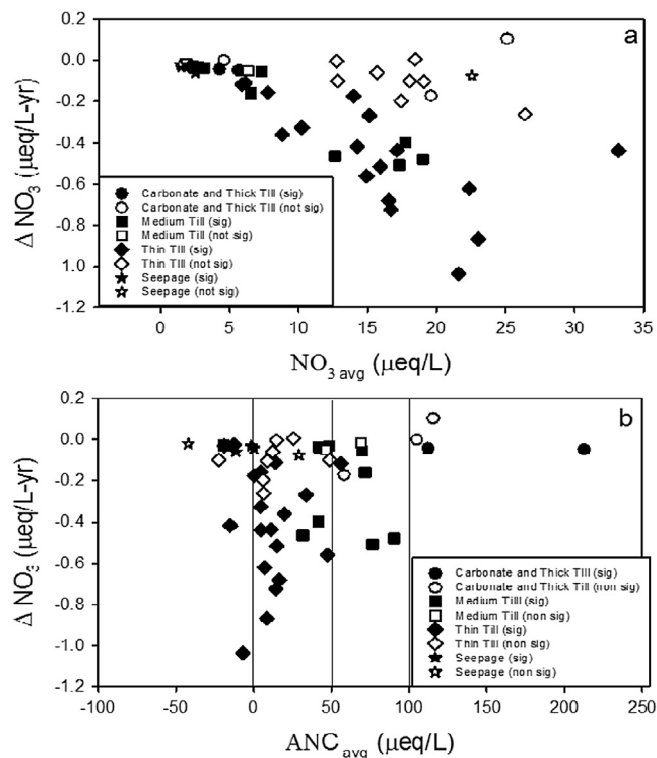 a
0.2
0.0
-0.2
-0.4
-0.6
-0.8
1.0
-1.2
Δ NO3 (μeq/L-yr)
Carbonate and Thick Till (sig)
Carbonate and Thick Till (not sig)
Medium Till (sig)
Medium Till (not sig)
Thin Till (sig)
Thin Till (not sig)
Seepage (sig)
Seepage (not sig)
0 5 10 15 20 25 30 35
NO3 avg (μeq/L)
b
0.2
0.0
-0.2
-0.4
-0.6
-0.8
-1.0
-1.2
Δ NO3 (μeq/L-yr)
Carbonate and Thick Till (sig)
Carbonate and Thick Till (non sig)
Medium Till (sig)
Medium Till (non sig)
Thin Till (sig)
Thin Till (non sig)
Seepage (sig)
Seepage (non sig)
-100 -50 0 50 100 150 200 250
ANCavg (μeq/L)